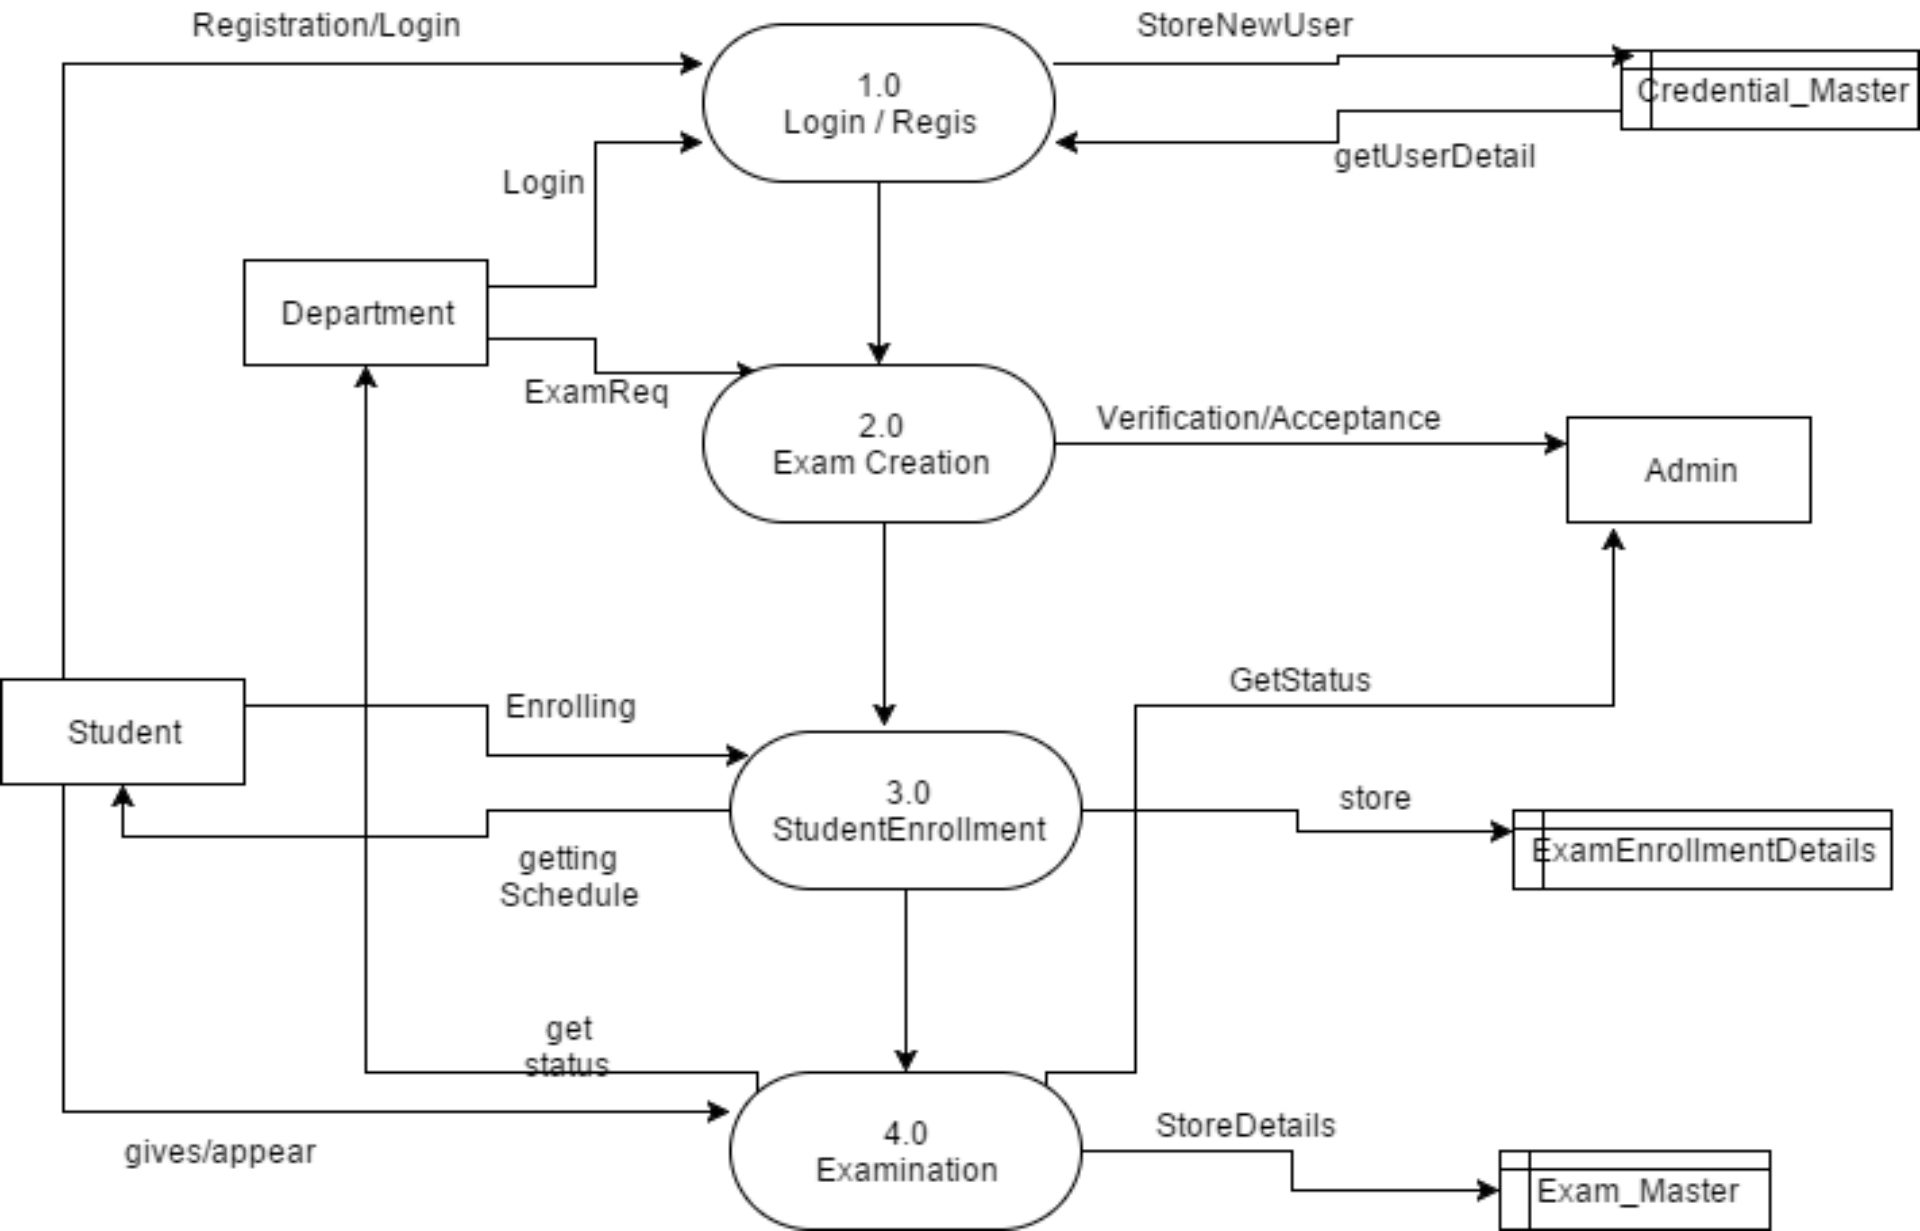 Registration/Login
StoreNewUser
1.0
Login / Regis
Credential_Master
getUserDetail
Login
Department
ExamReq
2.0
Exam Creation
Verification/Acceptance
Admin
GetStatus
Enrolling
Student
3.0
StudentEnrollment
store
ExamEnrollmentDetails
getting
Schedule
get
status
4.0
Examination
StoreDetails
gives/appear
Exam_Master